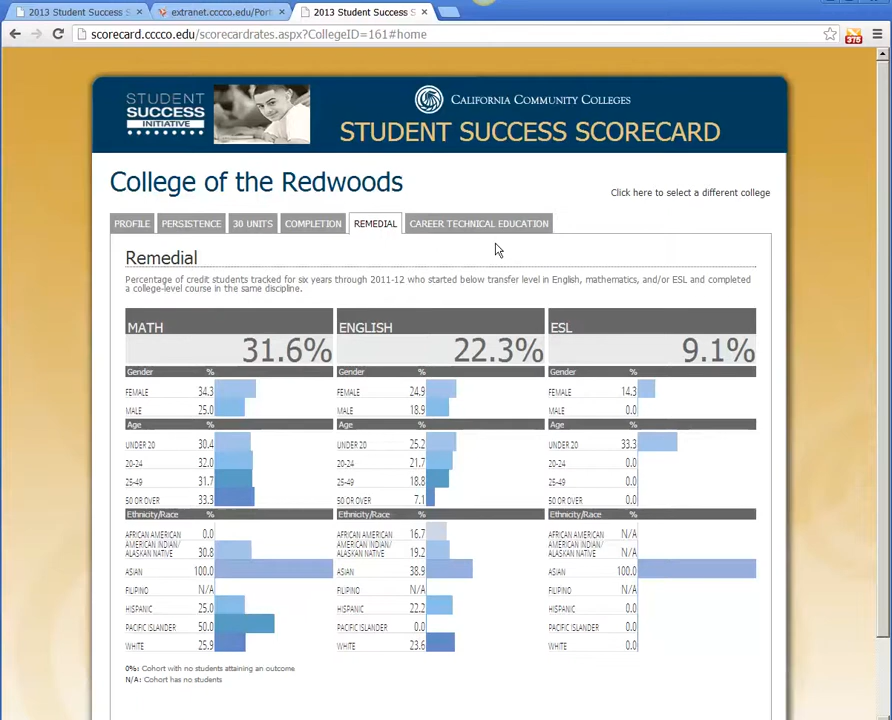 2013 Student Success S
extranet.cccco.edu/Port
2013 Student Success S
scorecard.cccco.edu/scorecardrates.aspx?CollegeID=161#home
STUDENT
SUCCESS
INITIATIVE
CALIFORNIA COMMUNITY COLLEGES
STUDENT SUCCESS SCORECARD
College of the Redwoods
Click here to select a different college
PROFILE PERSISTENCE 30 UNITS COMPLETION REMEDIAL CAREER TECHNICAL EDUCATION
Remedial
Percentage of credit students tracked for six years through 2011-12 who started below transfer level in English, mathematics, and/or ESL and completed
a college-level course in the same discipline.
MATH ENGLISH ESL
31.6% 22.3% 9.1%
Gender % Gender % Gender %
FEMALE 34.3 FEMALE 24.9 FEMALE 14.3
MALE 25.0 MALE 18.9 MALE 0.0
Age % Age % Age %
UNDER 20 30.4 UNDER 20 25.2 UNDER 20 33.3
20-24 32.0 20-24 21.7 20-24 0.0
25-49 31.7 25-49 18.8 25-49 0.0
50 OR OVER 33.3 50 OR OVER 7.1 50 OR OVER 0.0
Ethnicity/Race % Ethnicity/Race % Ethnicity/Race %
AFRICAN AMERICAN 0.0 AFRICAN AMERICAN 16.7 AFRICAN AMERICAN N/A
AMERICAN INDIAN/ AMERICAN INDIAN/ AMERICAN INDIAN/
ALASKAN NATIVE 30.8 ALASKAN NATIVE 19.2 ALASKAN NATIVE N/A
ASIAN 100.0 ASIAN 38.9 ASIAN 100.0
FILIPINO N/A FILIPINO N/A FILIPINO N/A
HISPANIC 25.0 HISPANIC 22.2 HISPANIC 0.0
PACIFIC ISLANDER 50.0 PACIFIC ISLANDER 0.0 PACIFIC ISLANDER 0.0
WHITE 25.9 WHITE 23.6 WHITE 0.0
0%: Cohort with no students attaining an outcome
N/A: Cohort has no students